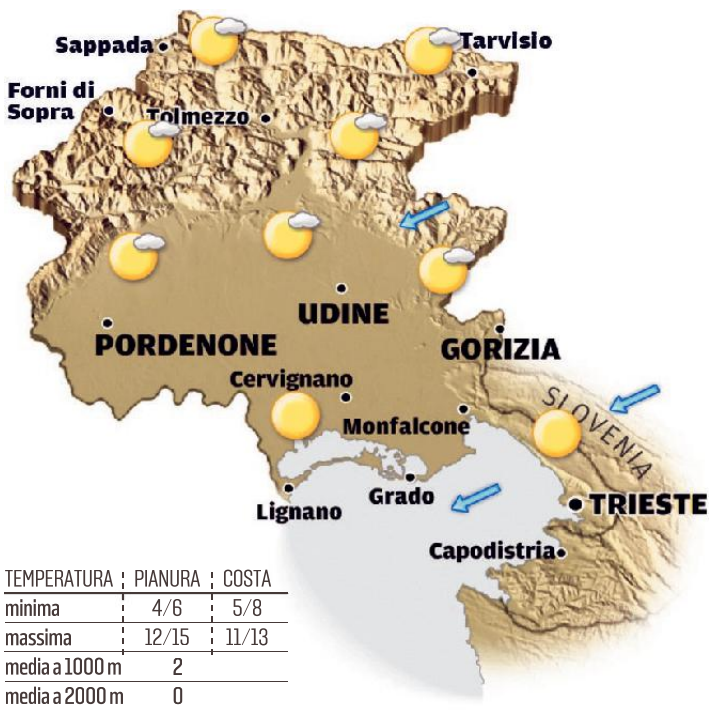 Sappada
Tarvisio
Forni di
Sopra
Tolmezzo
UDINE
PORDENONE
GORIZIA
Cervignano
SLOVENIA
Monfalcone
Grado
Lignano
TRIESTE
Capodistria
TEMPERATURA PIANURA COSTA
minima 4/6 5/8
massima 12/15 11/13
media a 1000 m 2
media a 2000 m 0